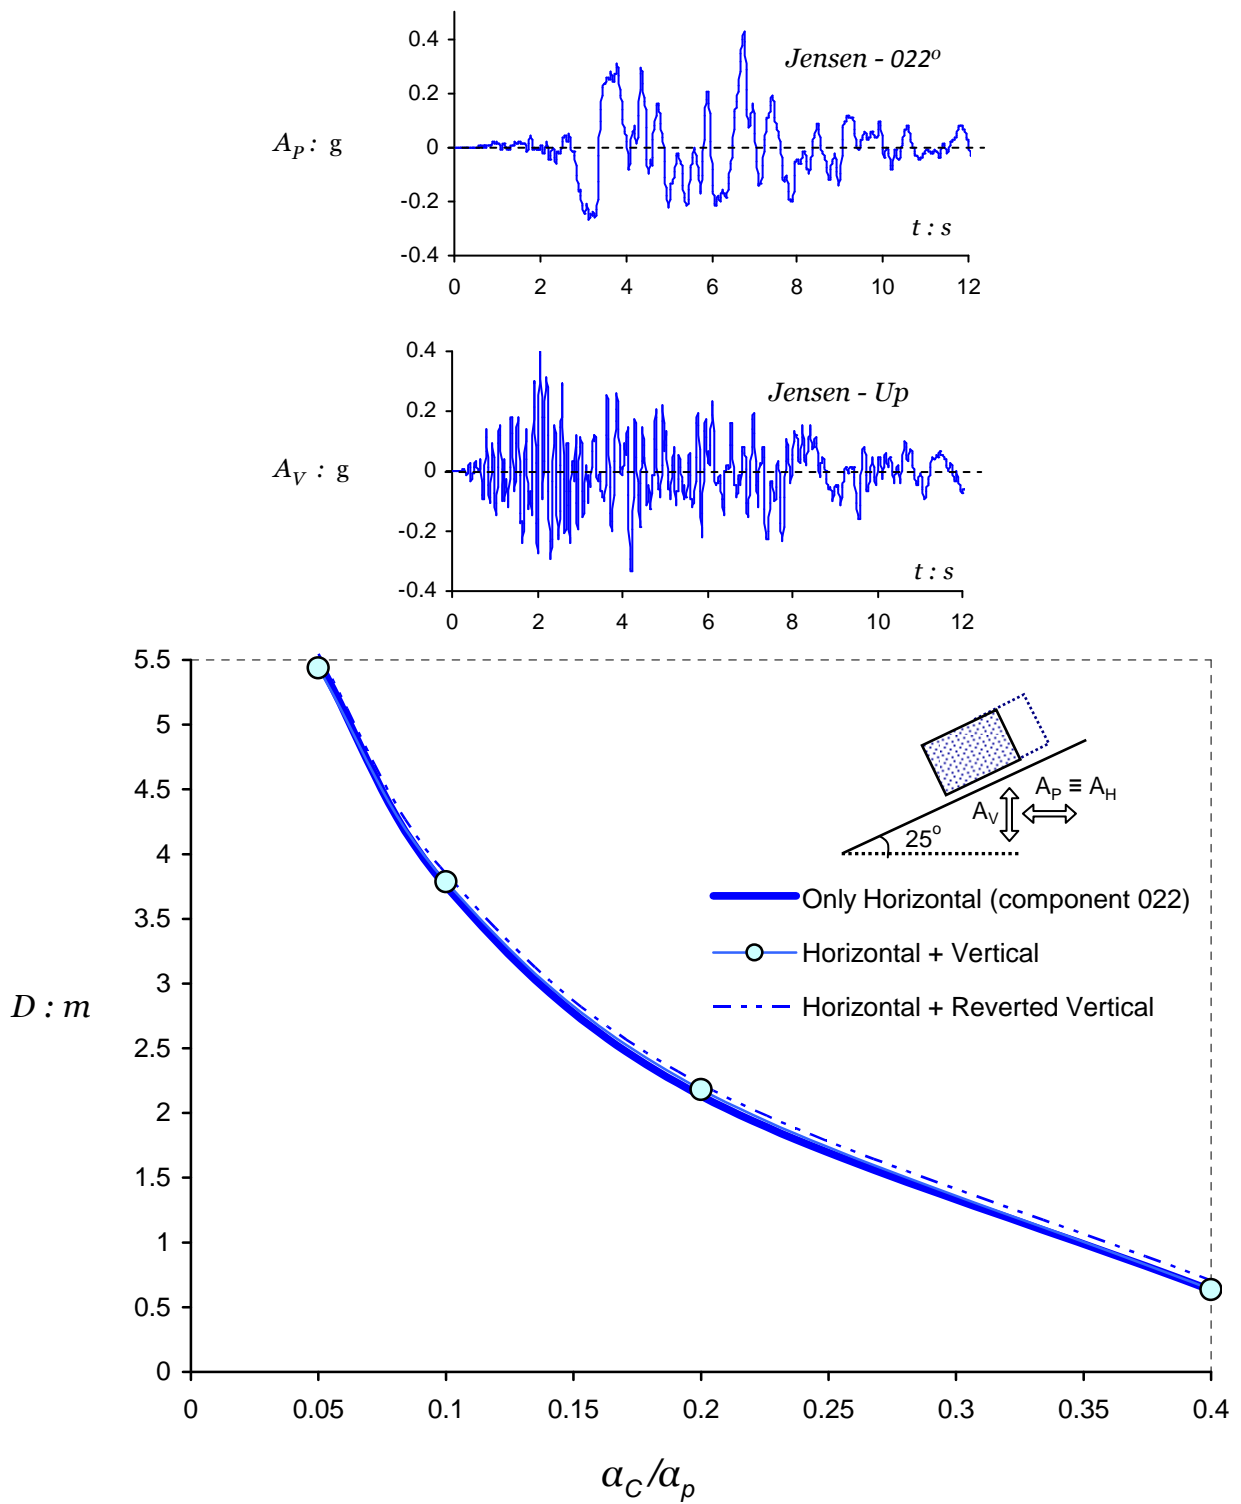 0.4
0.2
0
-0.2
-0.4
A_P : g
Jensen - 022º
t : s
0 2 4 6 8 10 12
0.4
0.2
0
-0.2
-0.4
A_V : g
Jensen - Up
t : s
0 2 4 6 8 10 12
5.5
5
4.5
4
3.5
3
2.5
2
1.5
1
0.5
0
D : m
A_V
A_P ≡ A_H
25º
Only Horizontal (component 022)
Horizontal + Vertical
Horizontal + Reverted Vertical
0 0.05 0.1 0.15 0.2 0.25 0.3 0.35 0.4
α_C/α_p